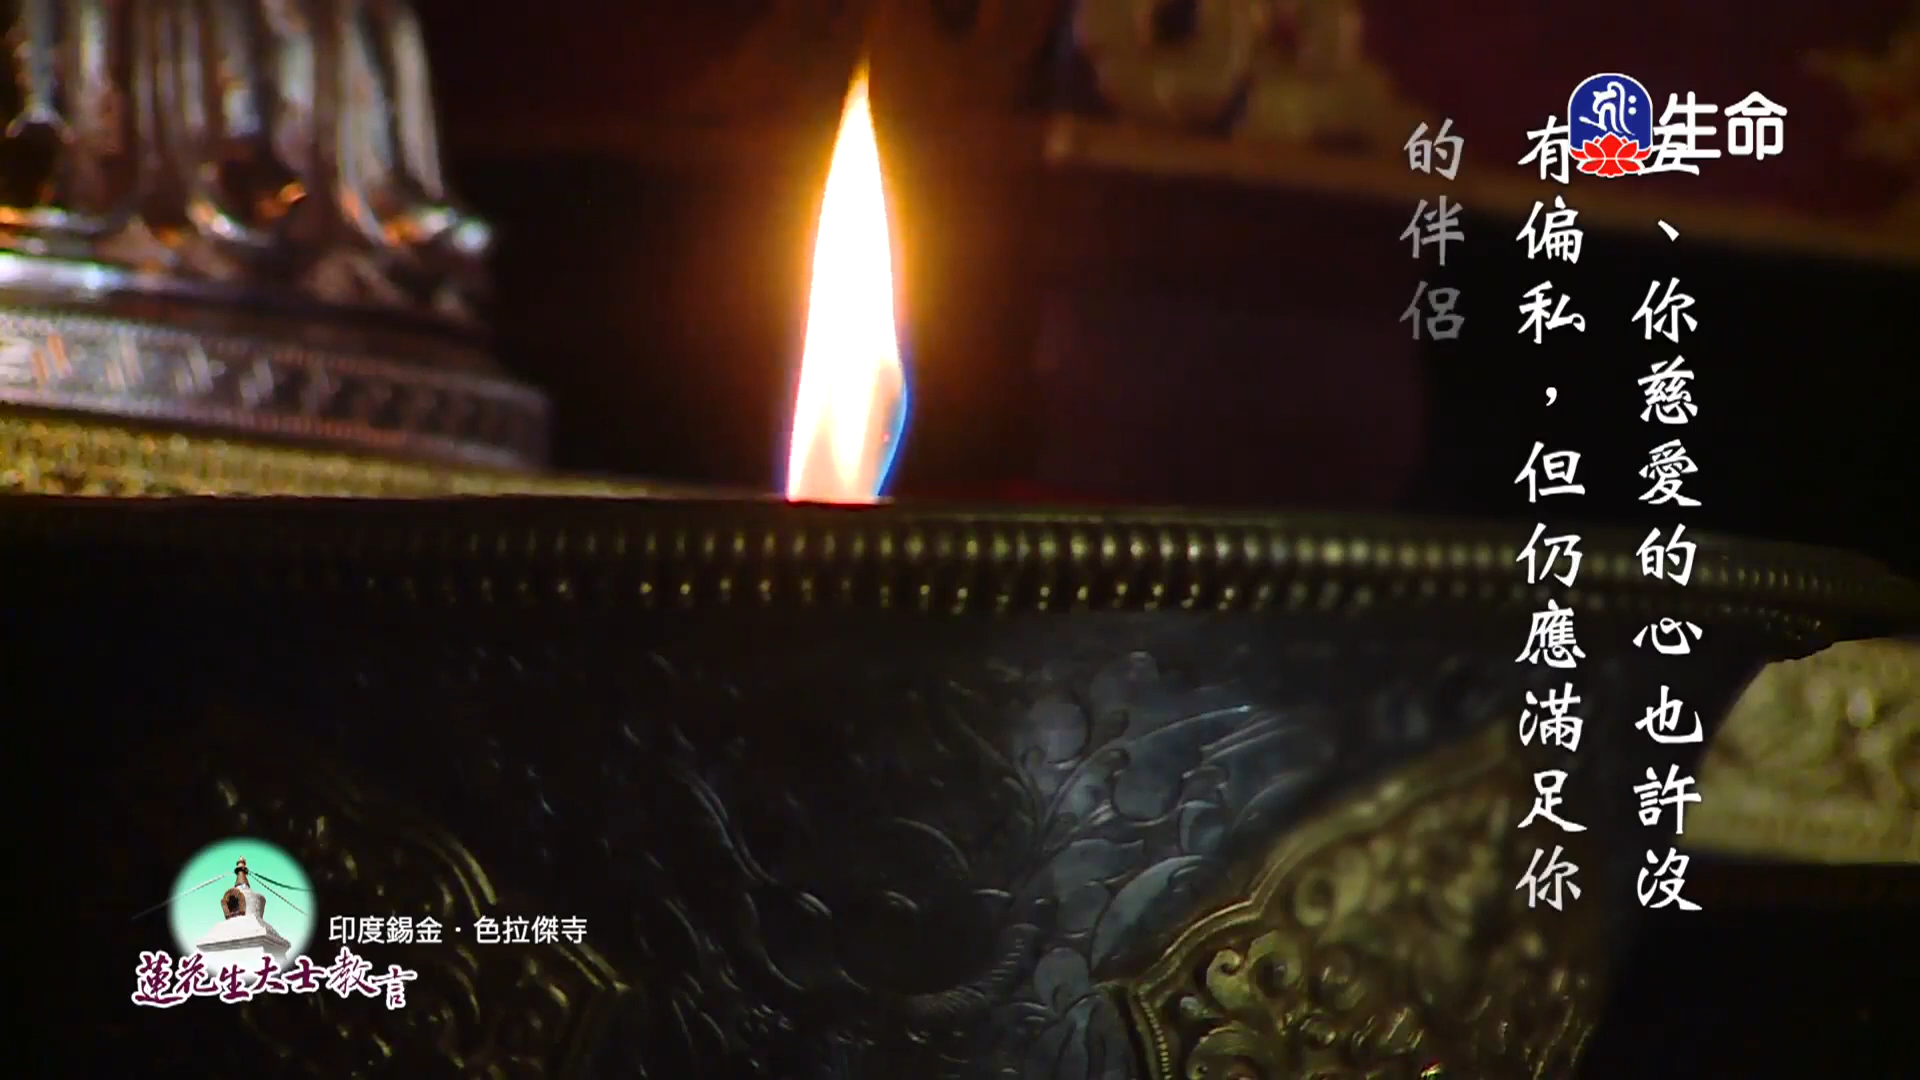 五、你慈愛的心也許沒
有偏私，但仍應滿足你
的伴侶
生命
印度錫金·色拉傑寺
蓮花生大士教言